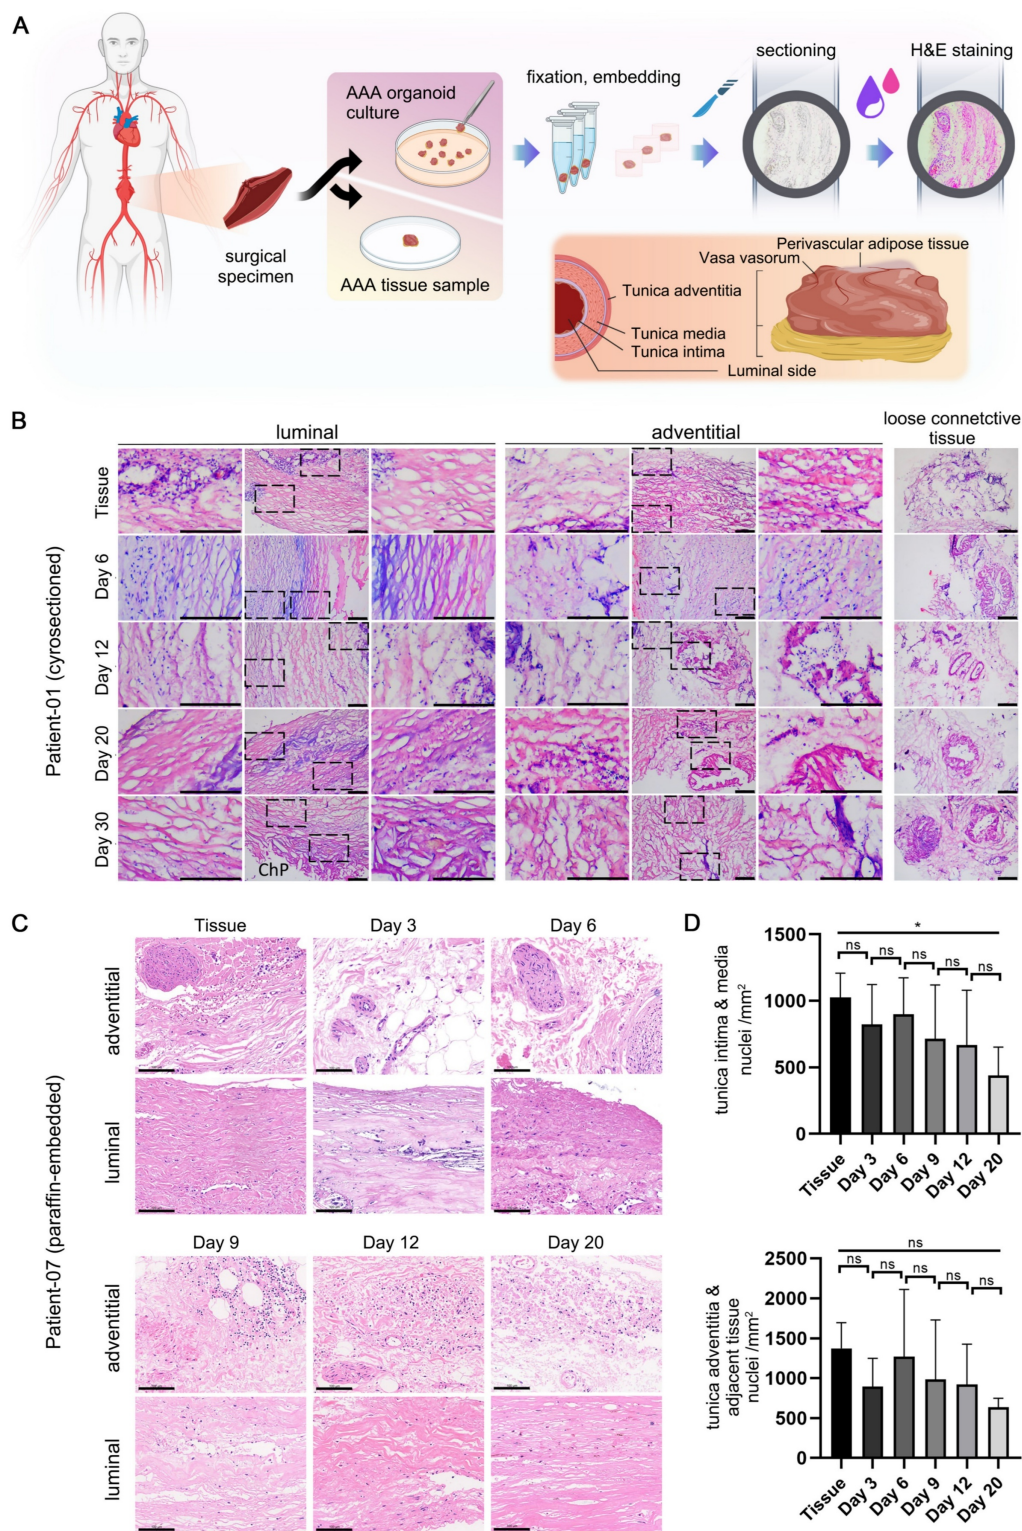 A
AAA organoid
culture
surgical
specimen
AAA tissue sample
fixation, embedding
sectioning
H&E staining
Perivascular adipose tissue
Vasa vasorum
Tunica adventitia
Tunica media
Tunica intima
Luminal side
B
luminal
adventitial
loose connetctive
tissue
Patient-01 (cyrosectioned)
Tissue
Day 6
Day 12
Day 20
Day 30
ChP
C
Patient-07 (paraffin-embedded)
Tissue
Day 3
Day 6
adventitial
luminal
Day 9
Day 12
Day 20
adventitial
luminal
D
tunica intima & media
nuclei /mm²
1500
1000
500
0
*
ns
ns
ns
ns
ns
Tissue
Day 3
Day 6
Day 9
Day 12
Day 20
tunica adventitia &
adjacent tissue
nuclei /mm²
2500
2000
1500
1000
500
0
ns
ns
ns
ns
ns
ns
Tissue
Day 3
Day 6
Day 9
Day 12
Day 20